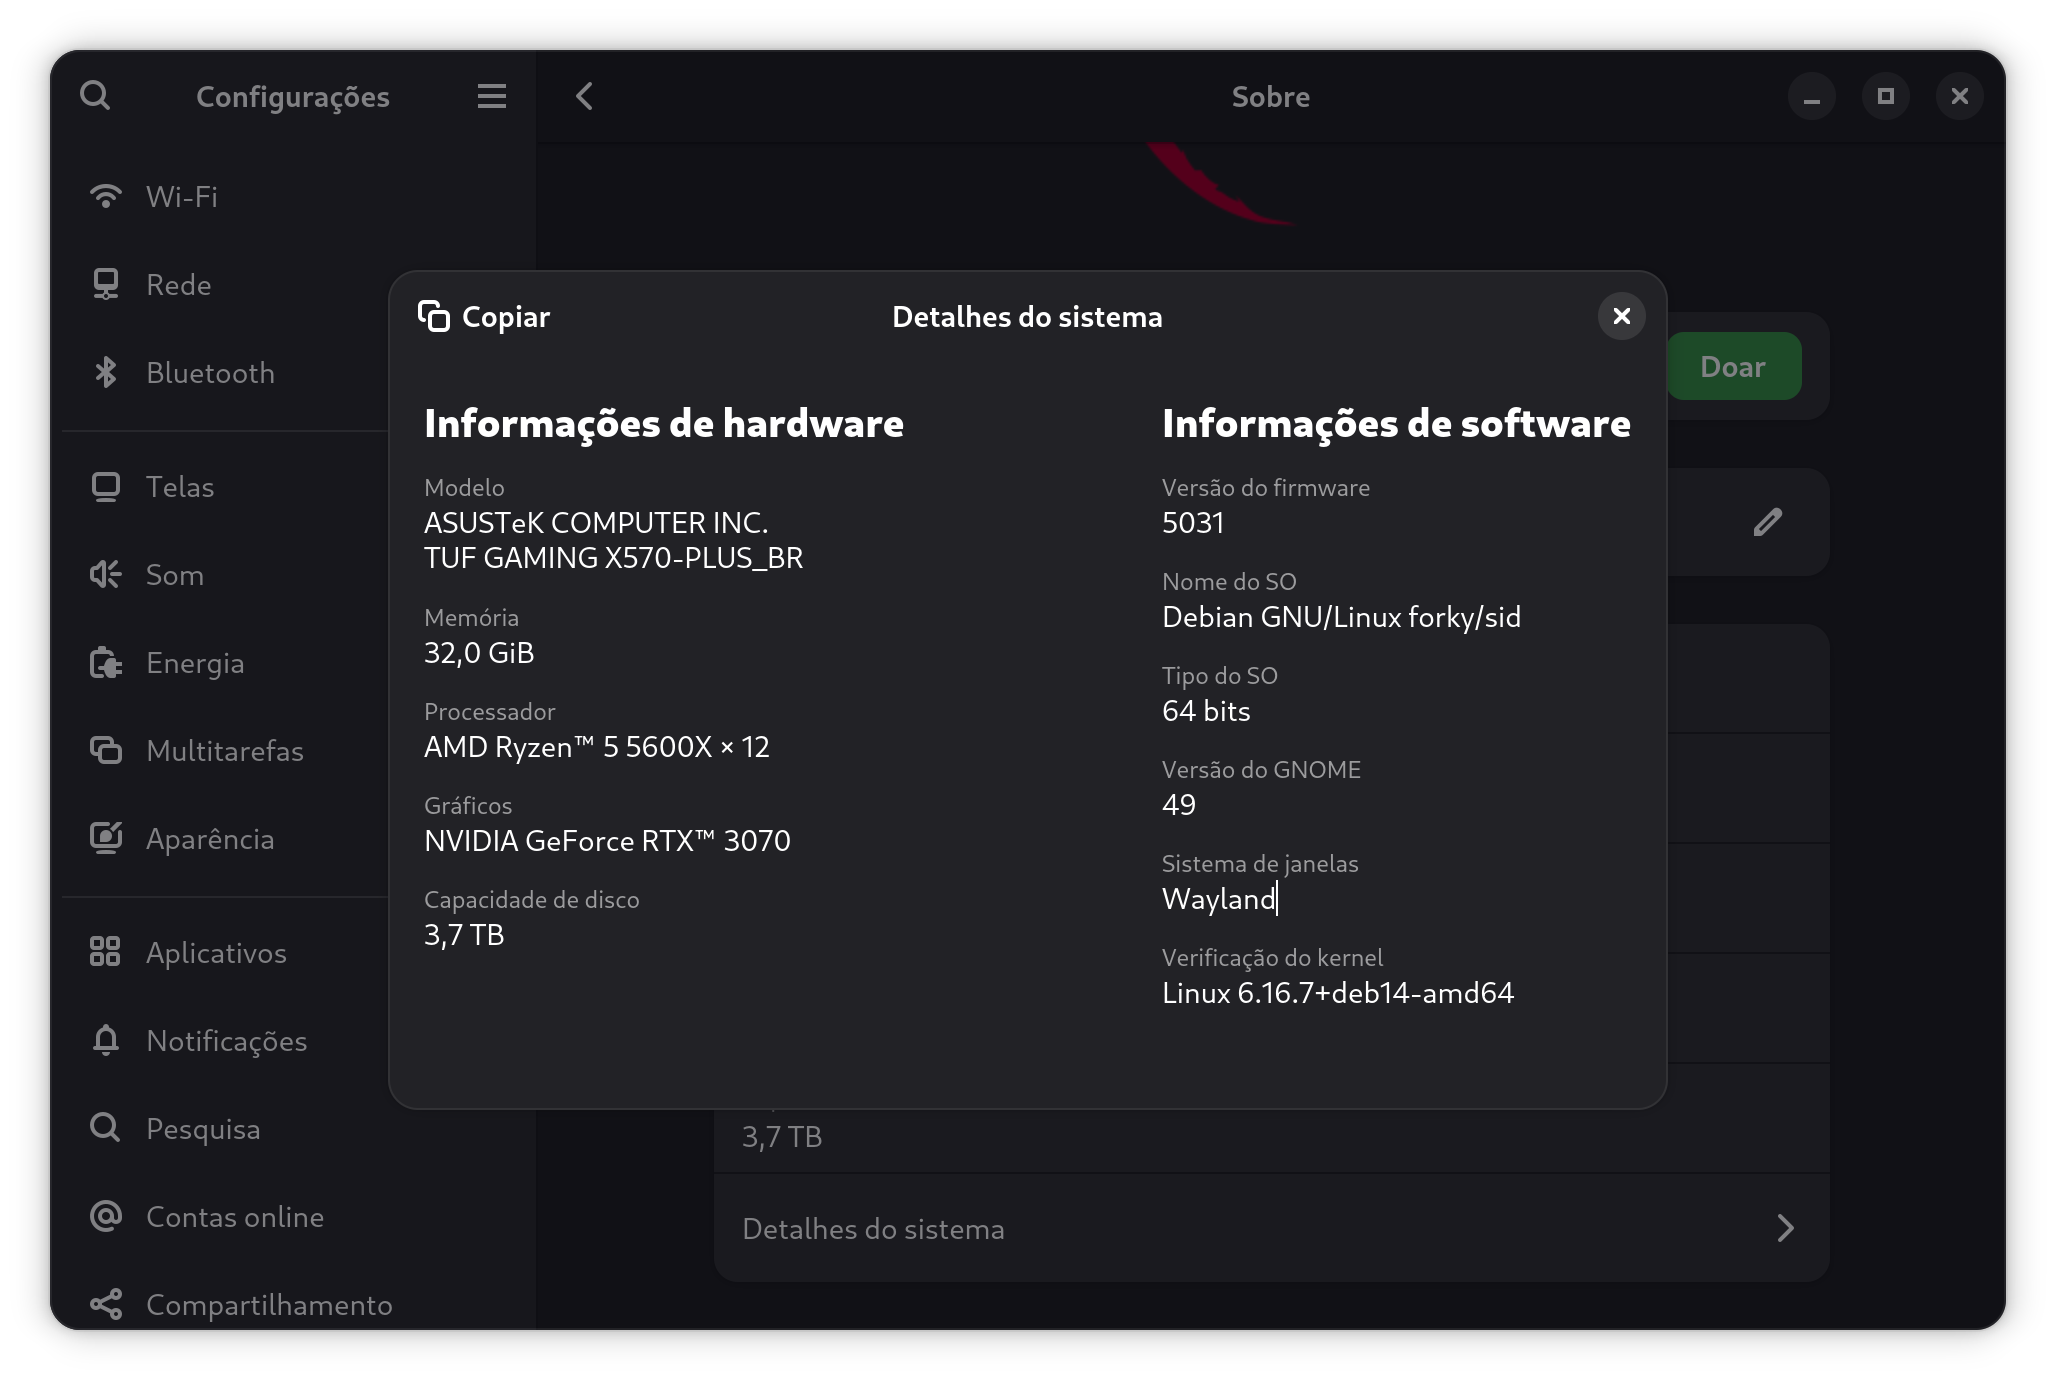 Configurações
Sobre
Wi-Fi
Rede
Bluetooth
Telas
Som
Energia
Multitarefas
Aparência
Aplicativos
Notificações
Pesquisa
Contas online
Compartilhamento
Doar
Copiar
Detalhes do sistema
Informações de hardware
Modelo
ASUSTeK COMPUTER INC.
TUF GAMING X570-PLUS_BR
Memória
32,0 GiB
Processador
AMD Ryzen™ 5 5600X × 12
Gráficos
NVIDIA GeForce RTX™ 3070
Capacidade de disco
3,7 TB
Informações de software
Versão do firmware
5031
Nome do SO
Debian GNU/Linux forky/sid
Tipo do SO
64 bits
Versão do GNOME
49
Sistema de janelas
Wayland
Verificação do kernel
Linux 6.16.7+deb14-amd64
3,7 TB
Detalhes do sistema